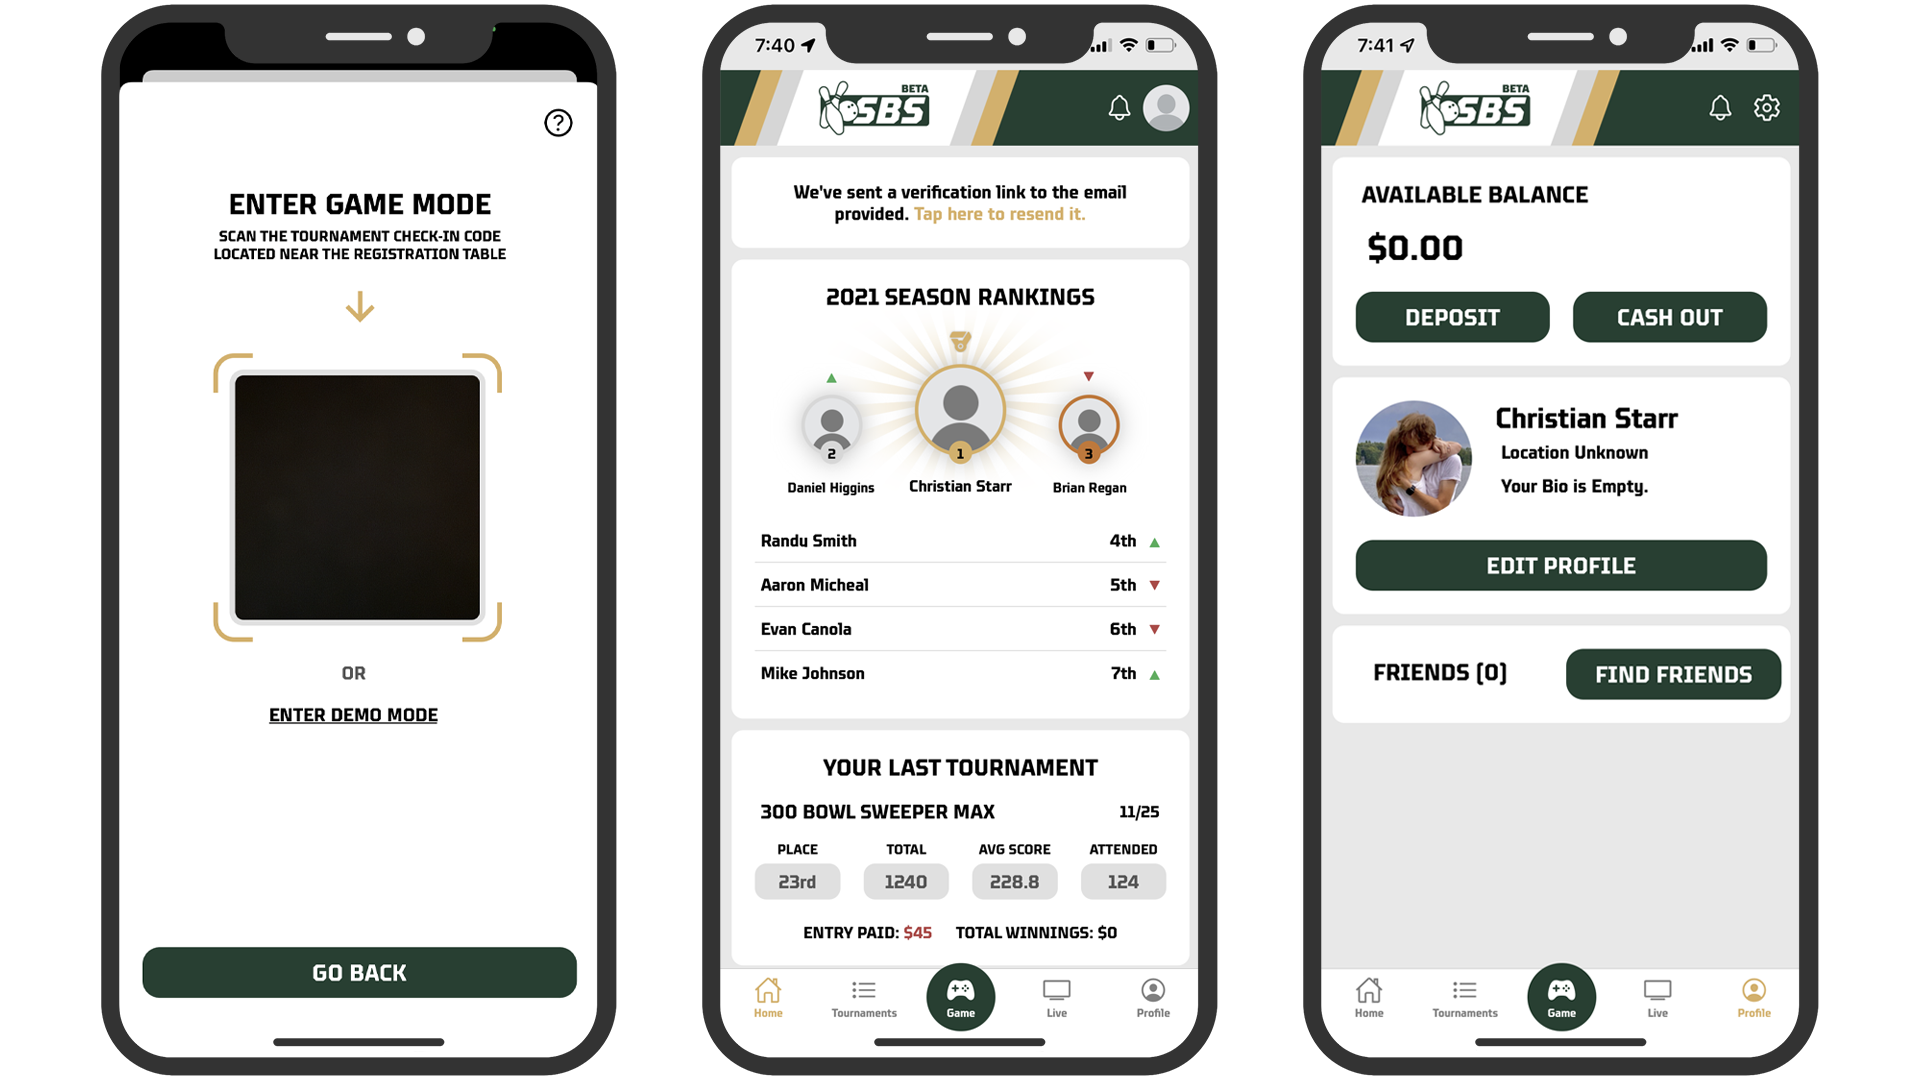 ENTER GAME MODE
SCAN THE TOURNAMENT CHECK-IN CODE
LOCATED NEAR THE REGISTRATION TABLE
OR
ENTER DEMO MODE
GO BACK
7:40
BETA
SBS
We've sent a verification link to the email
provided. Tap here to resend it.
2021 SEASON RANKINGS
2
1
3
Daniel Higgins
Christian Starr
Brian Regan
Randu Smith 4th
Aaron Micheal 5th
Evan Canola 6th
Mike Johnson 7th
YOUR LAST TOURNAMENT
300 BOWL SWEEPER MAX 11/25
PLACE TOTAL AVG SCORE ATTENDED
23rd 1240 228.8 124
ENTRY PAID: $45 TOTAL WINNINGS: $0
Home Tournaments Game Live Profile
7:41
BETA
SBS
AVAILABLE BALANCE
$0.00
DEPOSIT CASH OUT
Christian Starr
Location Unknown
Your Bio is Empty.
EDIT PROFILE
FRIENDS (0) FIND FRIENDS
Home Tournaments Game Live Profile